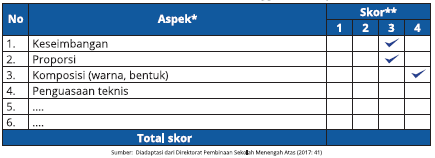 No Aspek* Skor**
1 2 3 4
1. Keseimbangan ✓
2. Proporsi ✓
3. Komposisi (warna, bentuk) ✓
4. Penguasaan teknis
5. ....
6. ....
Total skor
Sumber: Diadaptasi dari Direktorat Pembinaan Sekolah Menengah Atas (2017: 41)